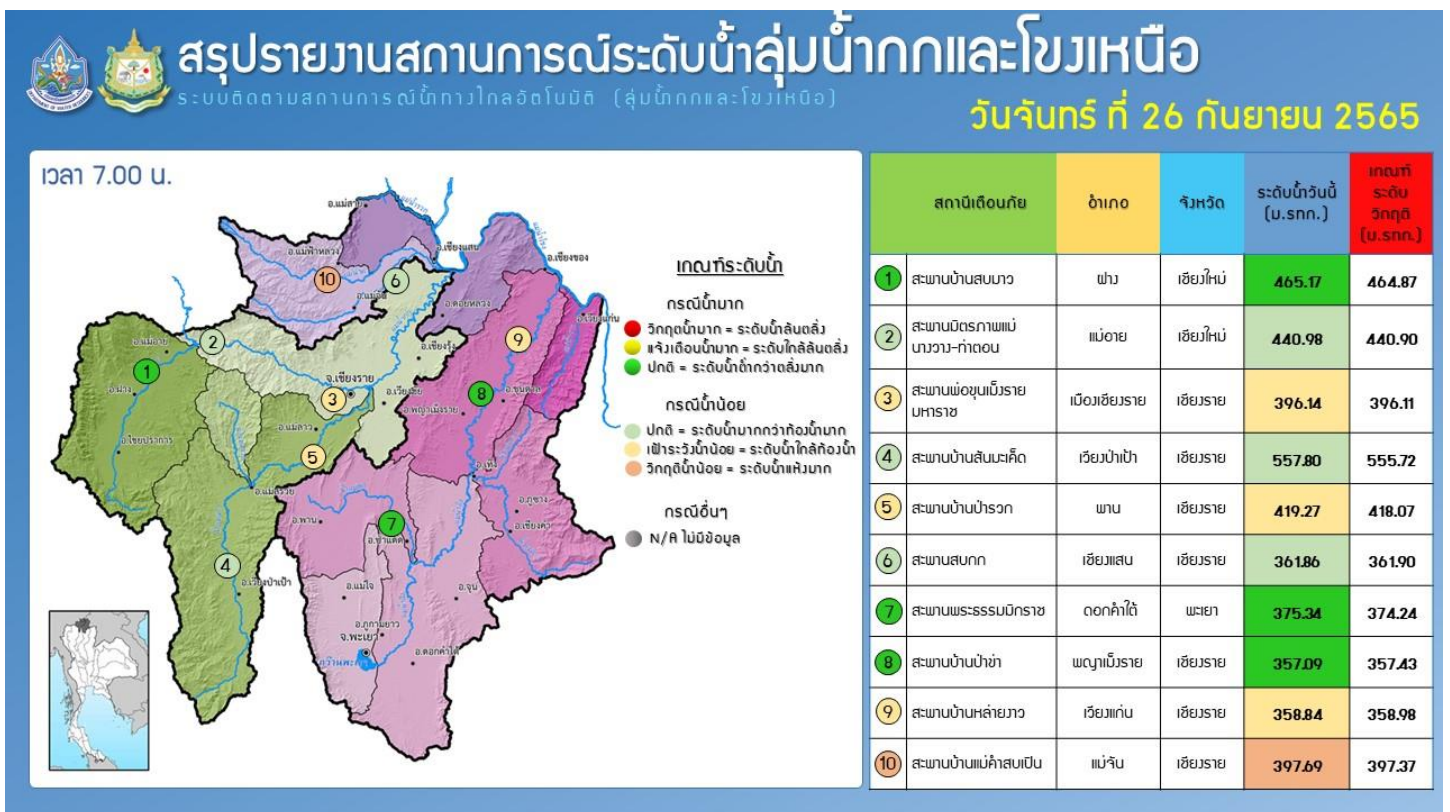 สรุปรายงานสถานการณ์ระดับน้ำลุ่มน้ำกกและโขงเหนือ
ระบบติดตามสถานการณ์น้ำทางไกลอัตโนมัติ (ลุ่มน้ำกกและโขงเหนือ)
วันจันทร์ ที่ 26 กันยายน 2565
เวลา 7.00 น.
อ.แม่สาย
อ.แม่ฟ้าหลวง
อ.เชียงแสน
อ.เชียงของ
10
6
อ.ดอยหลวง
อ.เวียงแก่น
9
อ.แม่อาย
2
อ.เชียงรุ้ง
1
อ.ฝาง
จ.เชียงราย
3
8
อ.ขุนตาล
อ.พญาเม็งราย
อ.แม่ลาว
อ.ไชยปราการ
5
อ.เทิง
อ.แม่สรวย
อ.ภูซาง
อ.พาน
7
อ.เชียงคำ
อ.ป่าแดด
4
อ.เวียงป่าเป้า
อ.แม่ใจ
อ.จุน
อ.ภูกามยาว
จ.พะเยา
อ.ดอกคำใต้
เกณฑ์ระดับน้ำ
กรณีน้ำมาก
วิกฤตน้ำมาก = ระดับน้ำล้นตลิ่ง
แจ้งเตือนน้ำมาก = ระดับใกล้ล้นตลิ่ง
ปกติ = ระดับน้ำต่ำกว่าตลิ่งมาก
กรณีน้ำน้อย
ปกติ = ระดับน้ำมากกว่าท้องน้ำมาก
เฝ้าระวังน้ำน้อย = ระดับน้ำใกล้ท้องน้ำ
วิกฤติน้ำน้อย = ระดับน้ำแห้งมาก
กรณีอื่นๆ
N/A ไม่มีข้อมูล
สถานีเตือนภัย อำเภอ จังหวัด ระดับน้ำวันนี้ (ม.รทก.) เกณฑ์ระดับวิกฤติ (ม.รทก.)
1 สะพานบ้านสบมาว ฝาง เชียงใหม่ 465.17 464.87
2 สะพานมิตรภาพแม่นางวาง-ท่าตอน แม่อาย เชียงใหม่ 440.98 440.90
3 สะพานพ่อขุนเม็งรายมหาราช เมืองเชียงราย เชียงราย 396.14 396.11
4 สะพานบ้านสันมะเค็ด เวียงป่าเป้า เชียงราย 557.80 555.72
5 สะพานบ้านป่ารวก พาน เชียงราย 419.27 418.07
6 สะพานสบกก เชียงแสน เชียงราย 361.86 361.90
7 สะพานพระธรรมมิกราช ดอกคำใต้ พะเยา 375.34 374.24
8 สะพานบ้านป่าข่า พญาเม็งราย เชียงราย 357.09 357.43
9 สะพานบ้านหล่ายงาว เวียงแก่น เชียงราย 358.84 358.98
10 สะพานบ้านแม่คำสบเปิน แม่จัน เชียงราย 397.69 397.37